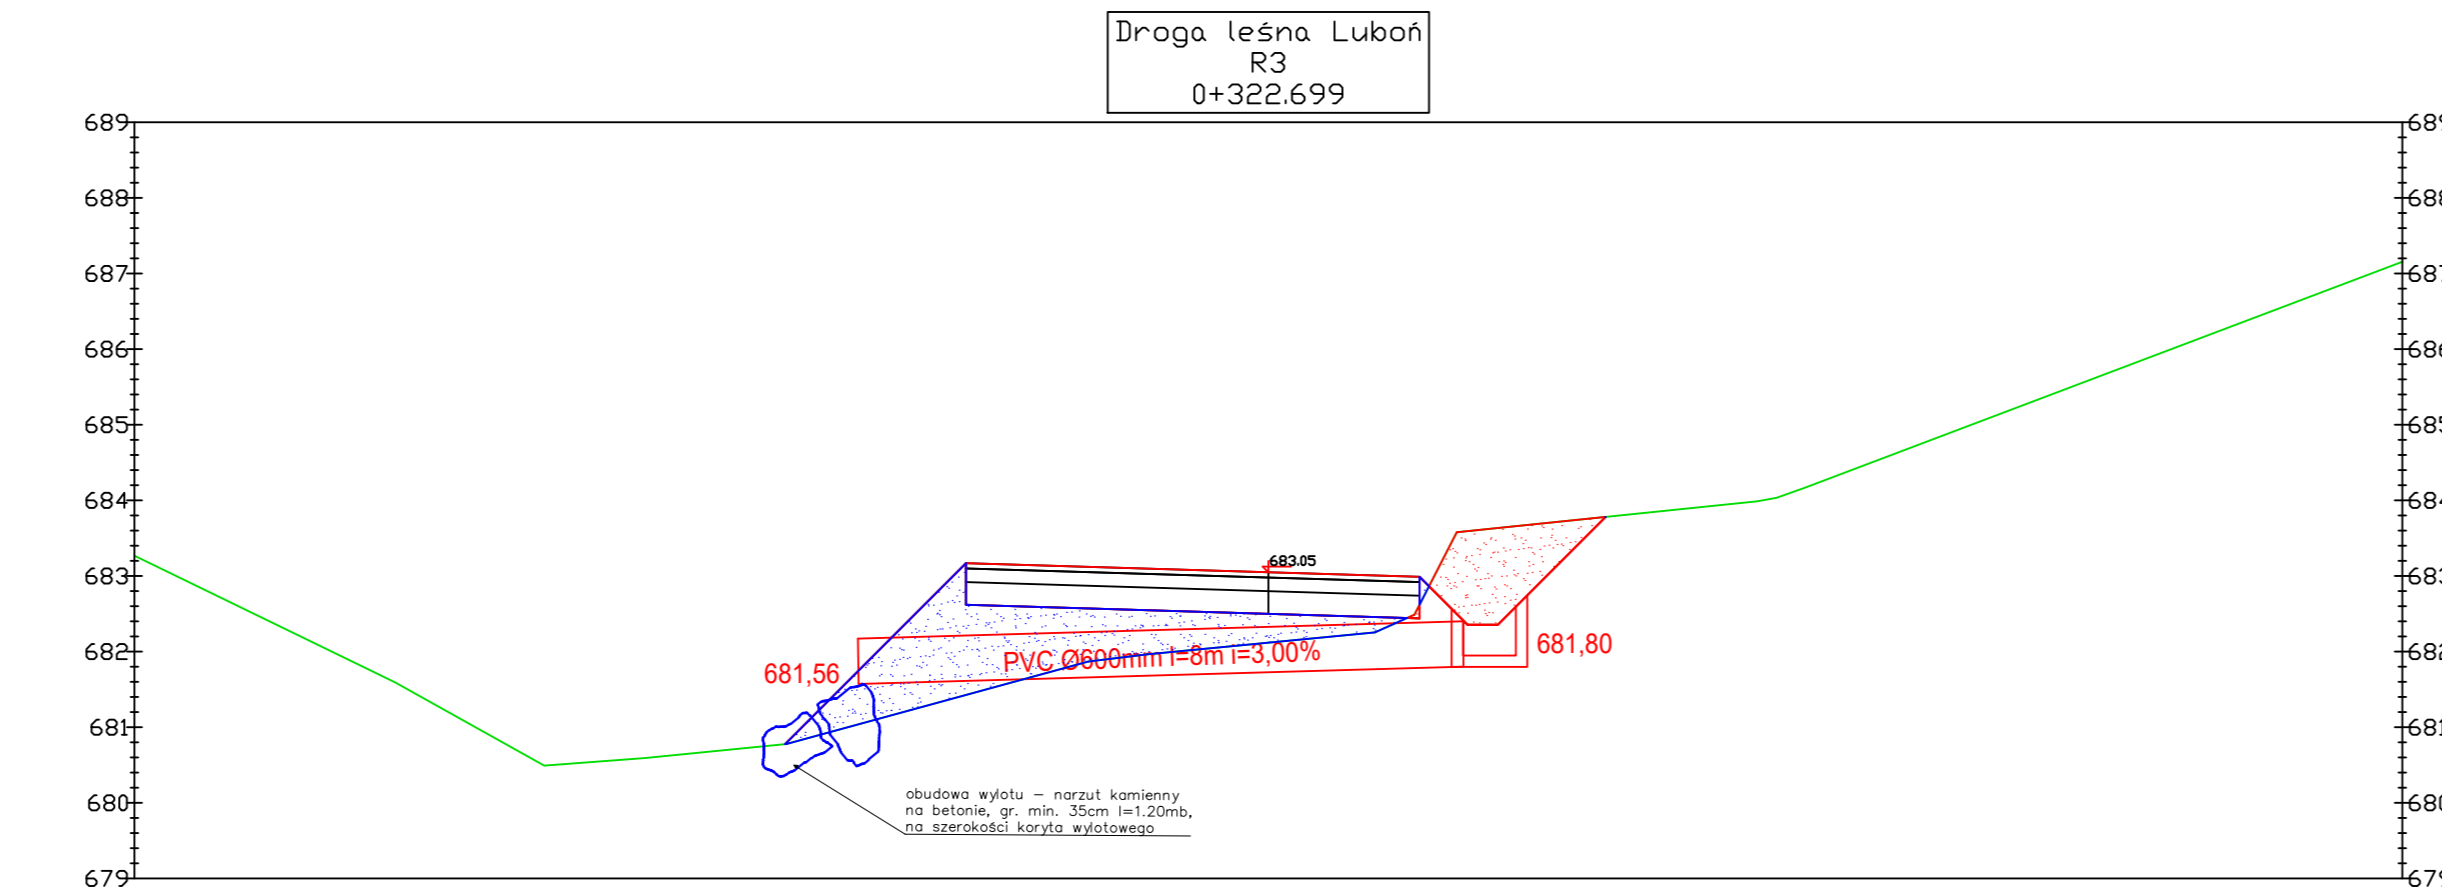 Droga leśna Luboń
R3
0+322.699
689
688
687
686
685
684
683
682
681
680
679
683.05
681,56
PVC Ø600mm l=8m i=3,00%
681,80
obudowa wylotu – narzut kamienny
na betonie, gr. min. 35cm l=1.20mb,
na szerokości koryta wylotowego